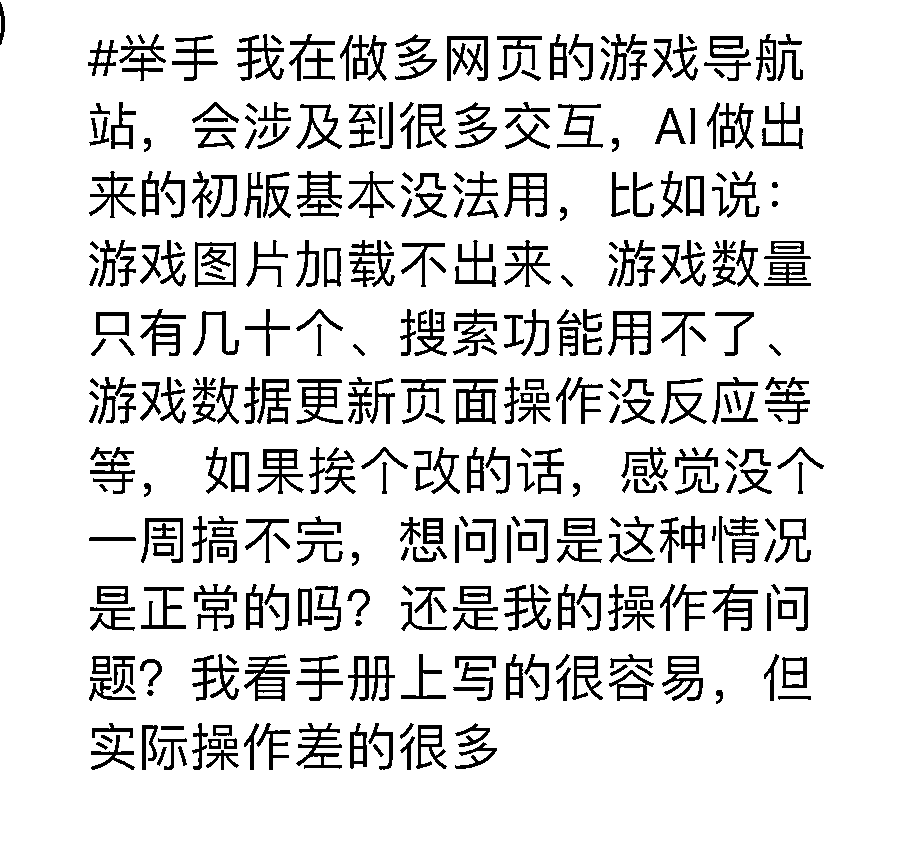 #举手 我在做多网页的游戏导航
站，会涉及到很多交互，AI做出
来的初版基本没法用，比如说：
游戏图片加载不出来、游戏数量
只有几十个、搜索功能用不了、
游戏数据更新页面操作没反应等
等， 如果挨个改的话，感觉没个
一周搞不完，想问问是这种情况
是正常的吗？还是我的操作有问
题？我看手册上写的很容易，但
实际操作差的很多